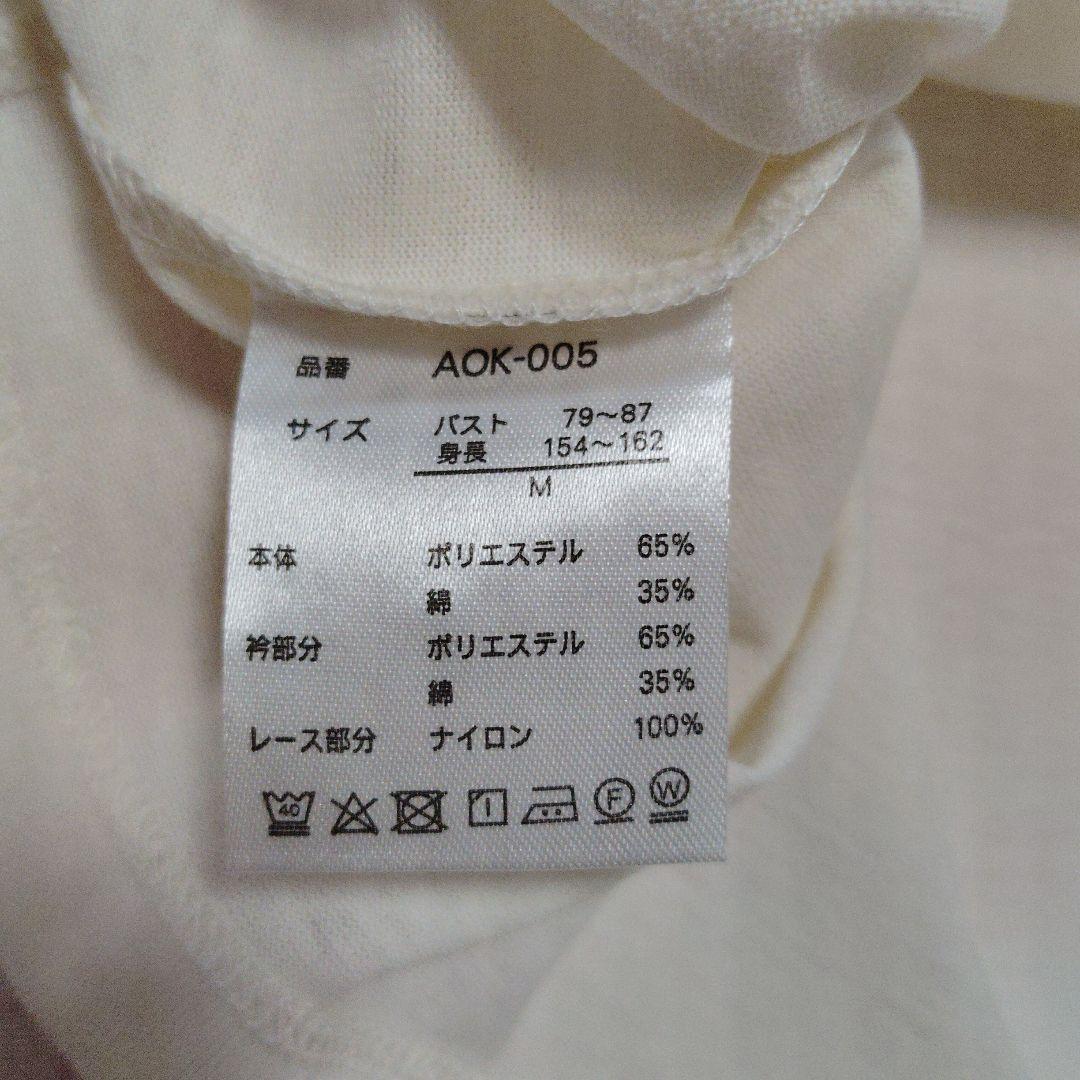 品番 AOK-005
サイズ バスト 79～87
身長 154～162
M
本体 ポリエステル 65%
綿 35%
衿部分 ポリエステル 65%
綿 35%
レース部分 ナイロン 100%
40 F W